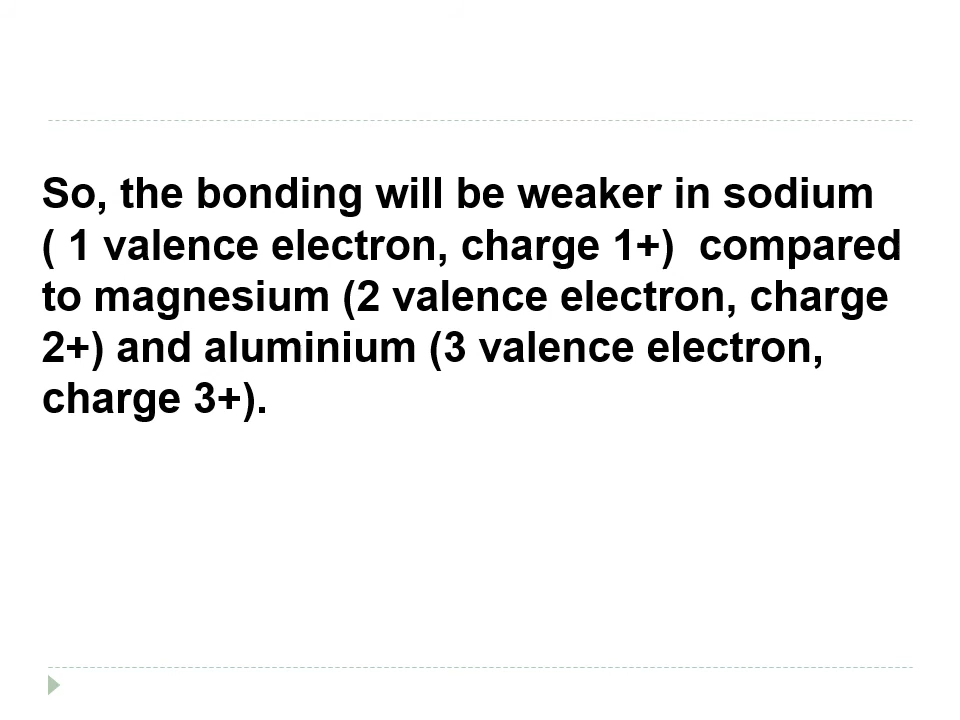 So, the bonding will be weaker in sodium
( 1 valence electron, charge 1+)  compared
to magnesium (2 valence electron, charge
2+) and aluminium (3 valence electron,
charge 3+).